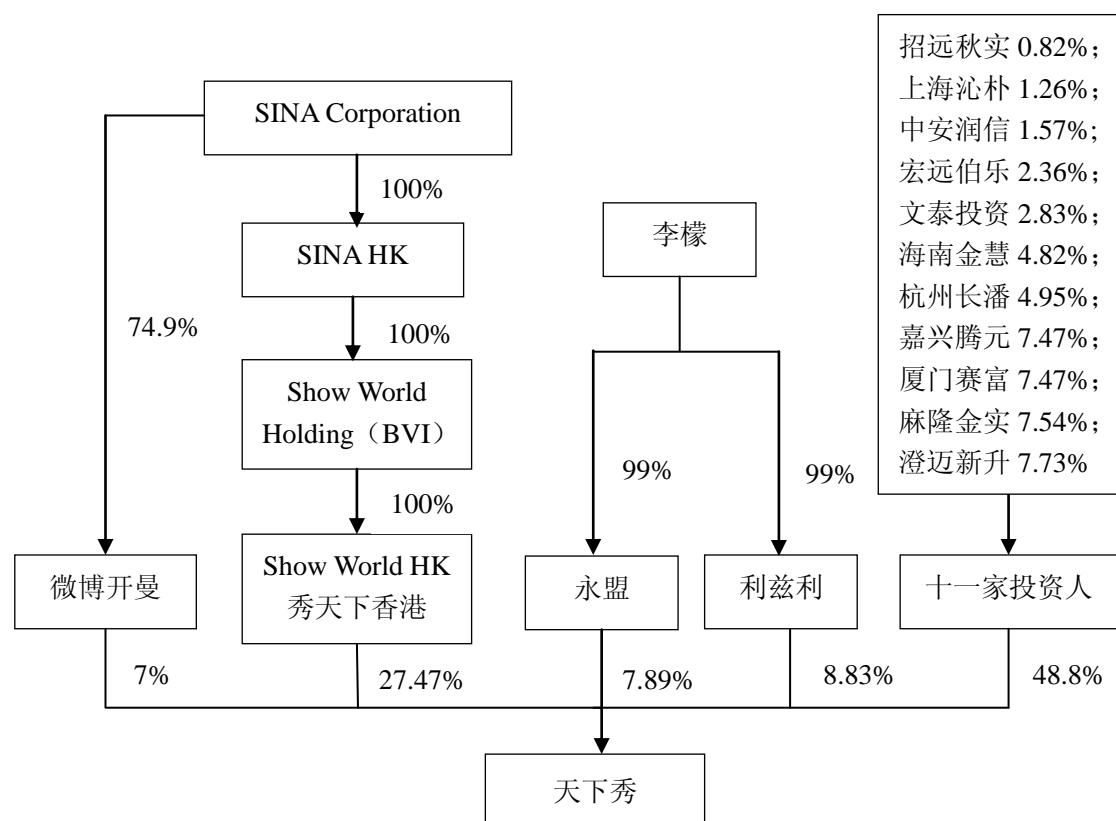 招远秋实 0.82%；
上海沁朴 1.26%；
中安润信 1.57%;
宏远伯乐 2.36%；
文泰投资 2.83%；
海南金慧 4.82%；
杭州长潘 4.95%；
嘉兴腾元 7.47%；
厦门赛富 7.47%；
麻隆金实 7.54%；
澄迈新升 7.73%
SINA Corporation
100%
SINA HK
李檬
74.9%
100%
Show World
Holding（BVI）
99%
99%
100%
微博开曼
Show World HK
秀天下香港
永盟
利兹利
十一家投资人
7%
27.47%
7.89%
8.83%
48.8%
天下秀